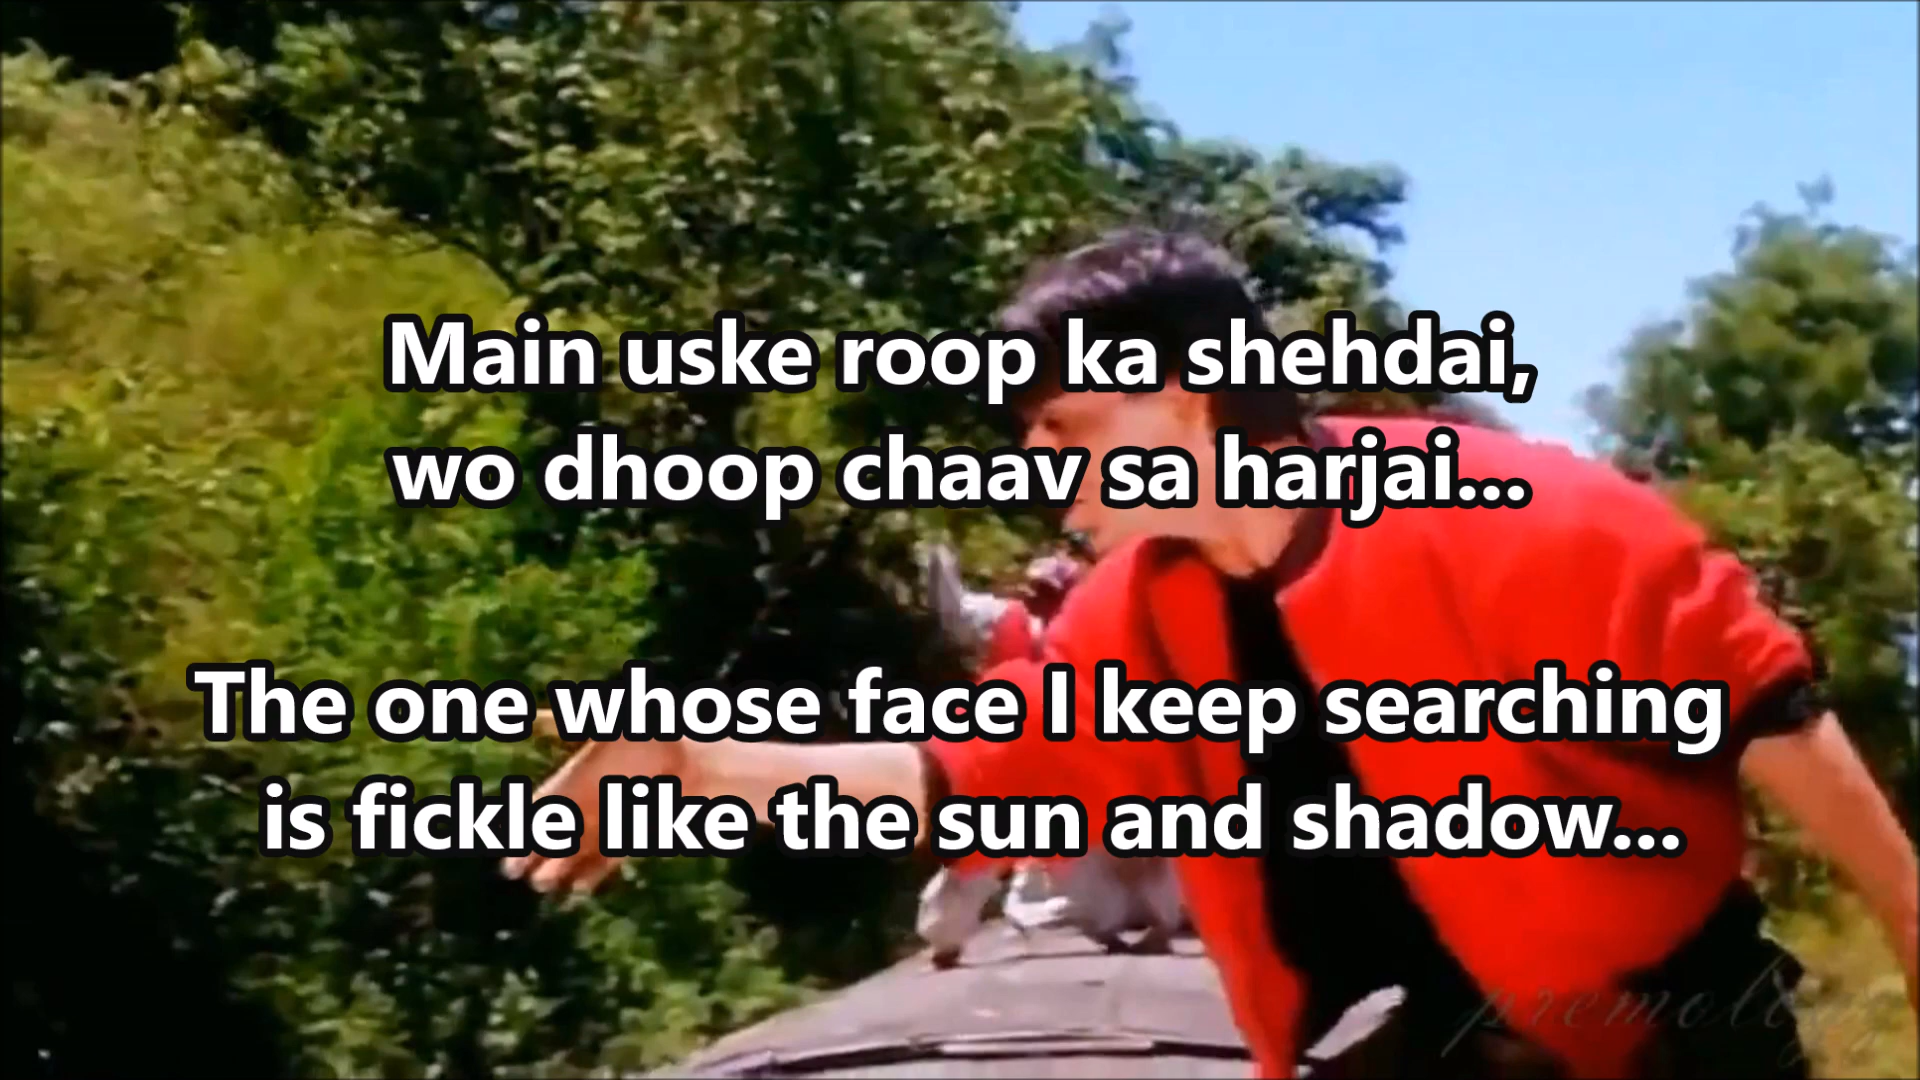 Main uske roop ka shehdai,
wo dhoop chaav sa harjai...
The one whose face I keep searching
is fickle like the sun and shadow...